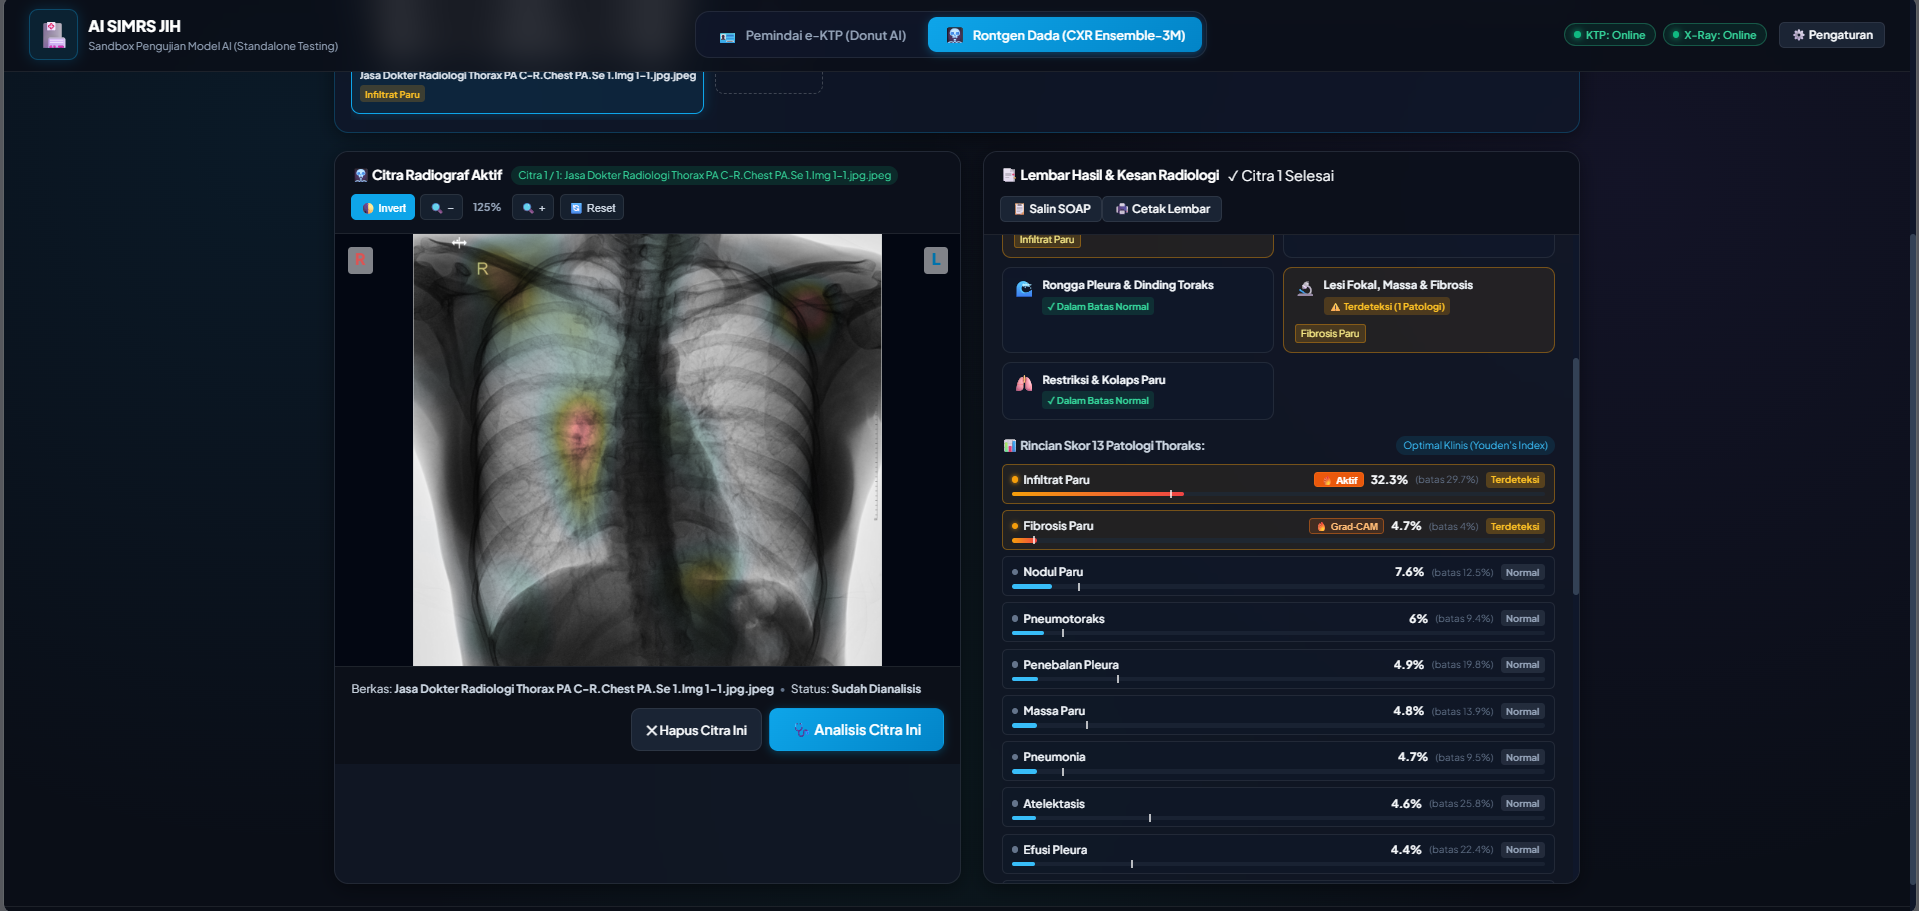 AI SIMRS JIH
Sandbox Pengujian Model AI (Standalone Testing)
Pemindai e-KTP (Donut AI)
Rontgen Dada (CXR Ensemble-3M)
KTP: Online
X-Ray: Online
Pengaturan
Jasa Dokter Radiologi Thorax PA C-R.Chest PA.Se 1.Img 1-1.jpg.jpeg
Infiltrat Paru
Citra Radiograf Aktif
Citra 1 / 1: Jasa Dokter Radiologi Thorax PA C-R.Chest PA.Se 1.Img 1-1.jpg.jpeg
Invert
−
125%
+
Reset
R
L
R
Berkas: Jasa Dokter Radiologi Thorax PA C-R.Chest PA.Se 1.Img 1-1.jpg.jpeg • Status: Sudah Dianalisis
✕ Hapus Citra Ini
Analisis Citra Ini
Lembar Hasil & Kesan Radiologi ✓ Citra 1 Selesai
Salin SOAP
Cetak Lembar
Infiltrat Paru
Rongga Pleura & Dinding Toraks
✓ Dalam Batas Normal
Lesi Fokal, Massa & Fibrosis
⚠ Terdeteksi (1 Patologi)
Fibrosis Paru
Restriksi & Kolaps Paru
✓ Dalam Batas Normal
Rincian Skor 13 Patologi Thoraks:
Optimal Klinis (Youden's Index)
Infiltrat Paru Aktif 32.3% (batas 29.7%) Terdeteksi
Fibrosis Paru Grad-CAM 4.7% (batas 4%) Terdeteksi
Nodul Paru 7.6% (batas 12.5%) Normal
Pneumotoraks 6% (batas 9.4%) Normal
Penebalan Pleura 4.9% (batas 19.8%) Normal
Massa Paru 4.8% (batas 13.9%) Normal
Pneumonia 4.7% (batas 9.5%) Normal
Atelektasis 4.6% (batas 25.8%) Normal
Efusi Pleura 4.4% (batas 22.4%) Normal